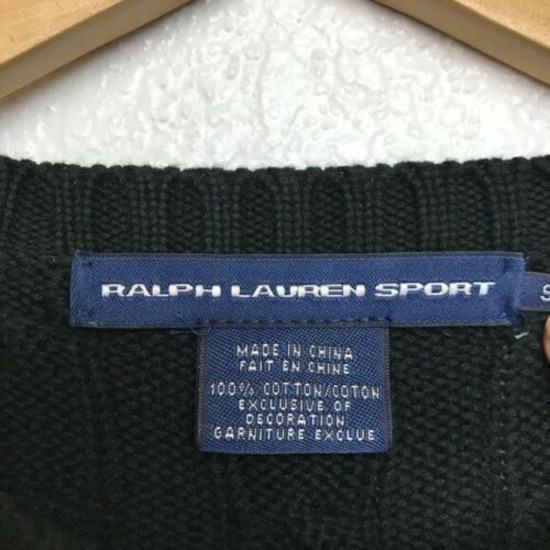 RALPH LAUREN SPORT
S
MADE IN CHINA
FAIT EN CHINE
100% COTTON/COTON
EXCLUSIVE OF
DECORATION
GARNITURE EXCLUE